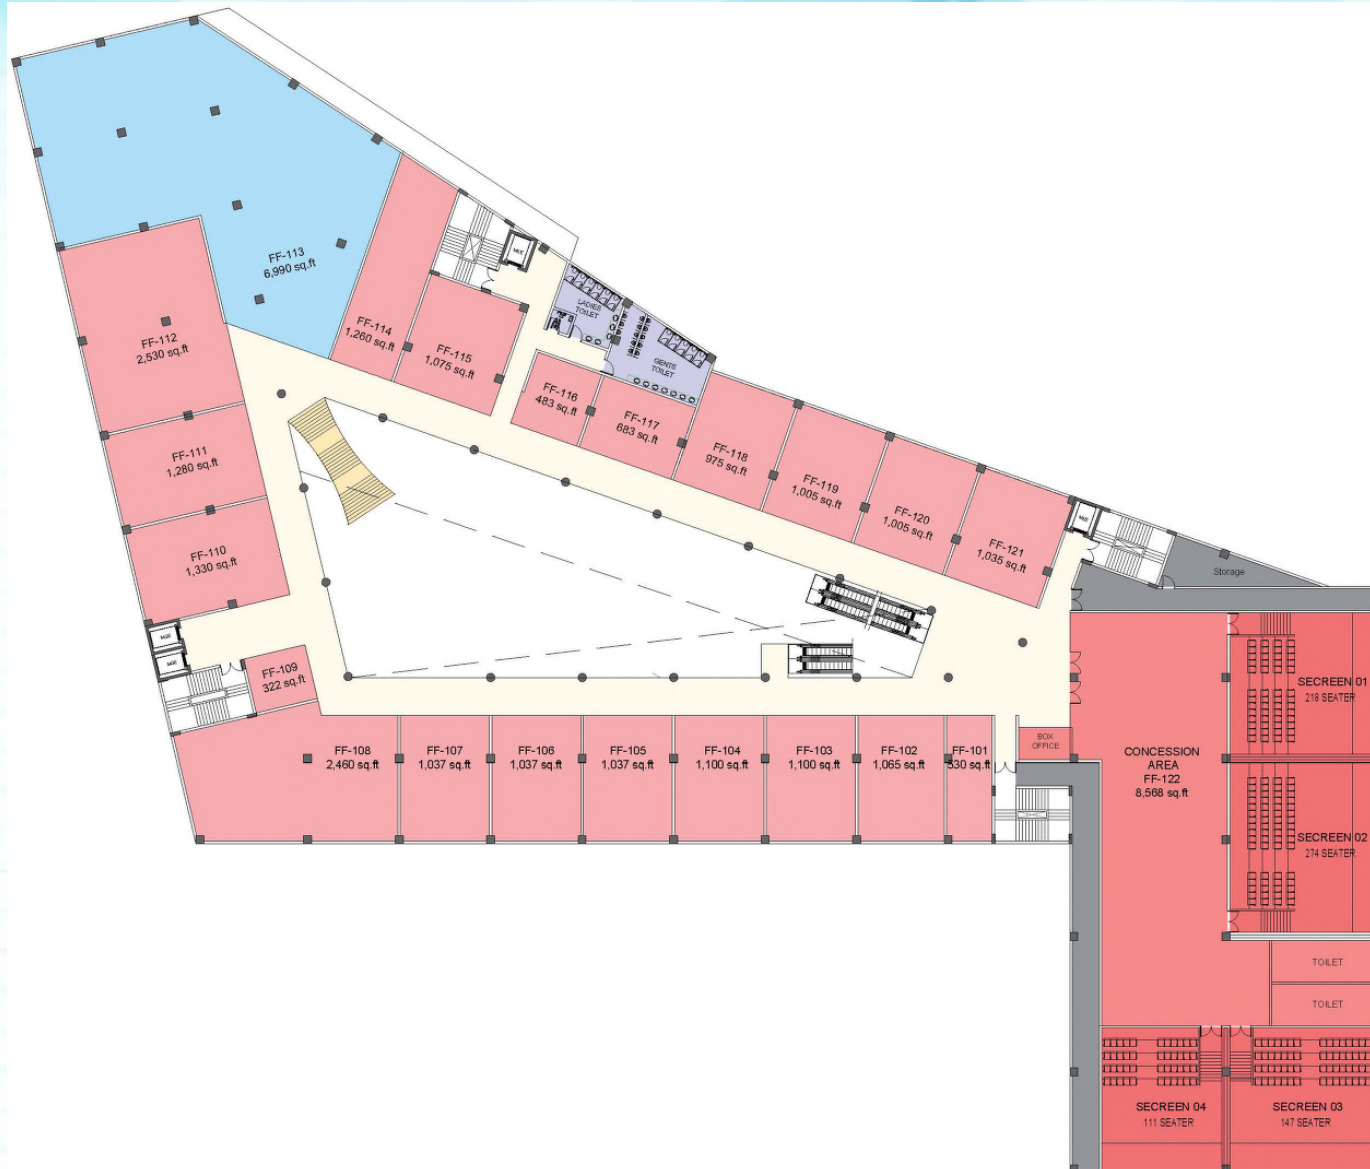 FF-113
6,990 sq.ft
FF-112
2,530 sq.ft
FF-114
1,260 sq.ft
FF-115
1,075 sq.ft
LADIES
TOILET
GENTS
TOILET
FF-116
483 sq.ft
FF-117
683 sq.ft
FF-118
975 sq.ft
FF-119
1,005 sq.ft
FF-120
1,005 sq.ft
FF-121
1,035 sq.ft
Storage
FF-111
1,280 sq.ft
FF-110
1,330 sq.ft
FF-109
322 sq.ft
FF-108
2,460 sq.ft
FF-107
1,037 sq.ft
FF-106
1,037 sq.ft
FF-105
1,037 sq.ft
FF-104
1,100 sq.ft
FF-103
1,100 sq.ft
FF-102
1,065 sq.ft
FF-101
530 sq.ft
BOX
OFFICE
CONCESSION
AREA
FF-122
8,568 sq.ft
SECREEN 01
218 SEATER
SECREEN 02
274 SEATER
TOILET
TOILET
SECREEN 04
111 SEATER
SECREEN 03
147 SEATER